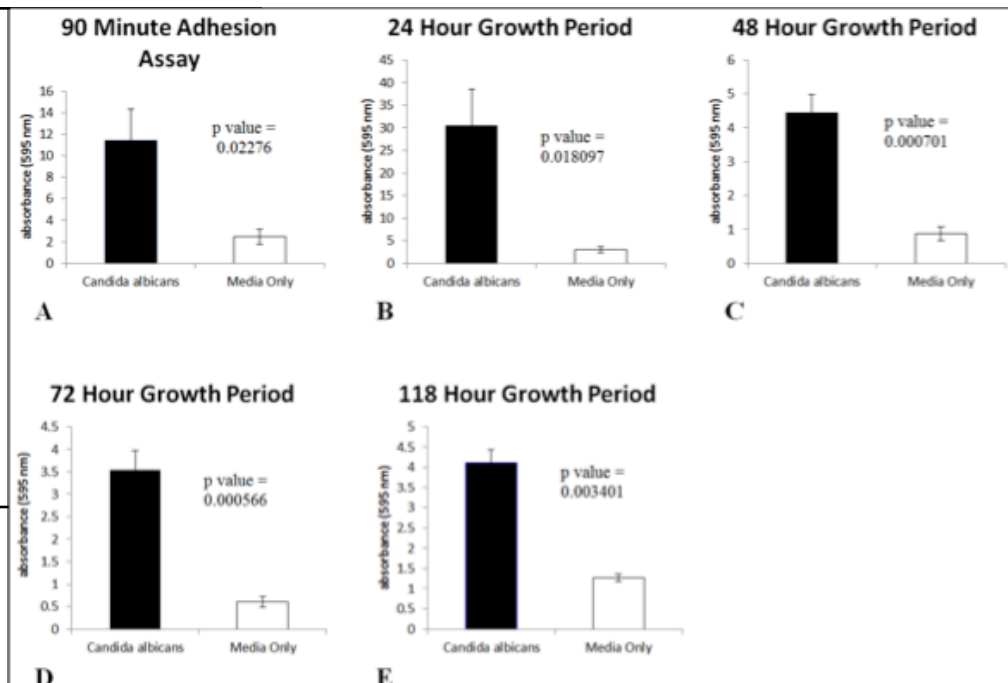 90 Minute Adhesion
Assay
absorbance (595 nm)
16
14
12
10
8
6
4
2
0
p value =
0.02276
Candida albicans
Media Only
A
24 Hour Growth Period
absorbance (595 nm)
45
40
35
30
25
20
15
10
5
0
p value =
0.018097
Candida albicans
Media Only
B
48 Hour Growth Period
absorbance (595 nm)
6
5
4
3
2
1
0
p value =
0.000701
Candida albicans
Media Only
C
72 Hour Growth Period
absorbance (595 nm)
4.5
4
3.5
3
2.5
2
1.5
1
0.5
0
p value =
0.000566
Candida albicans
Media Only
D
118 Hour Growth Period
absorbance (595 nm)
5
4.5
4
3.5
3
2.5
2
1.5
1
0.5
0
p value =
0.003401
Candida albicans
Media Only
E